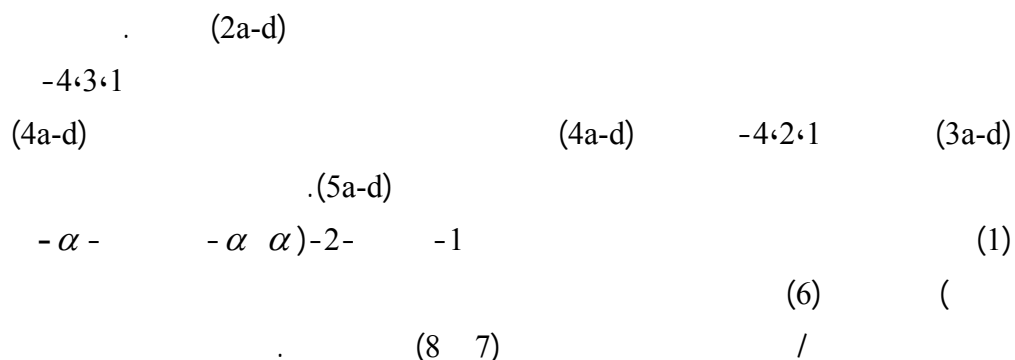 (2a-d) .
1،3،4-
(3a-d) 1،2،4- (4a-d) (4a-d)
(5a-d).
(1) 1- -2-(α α- - α -
) (6)
/ (7 8) .